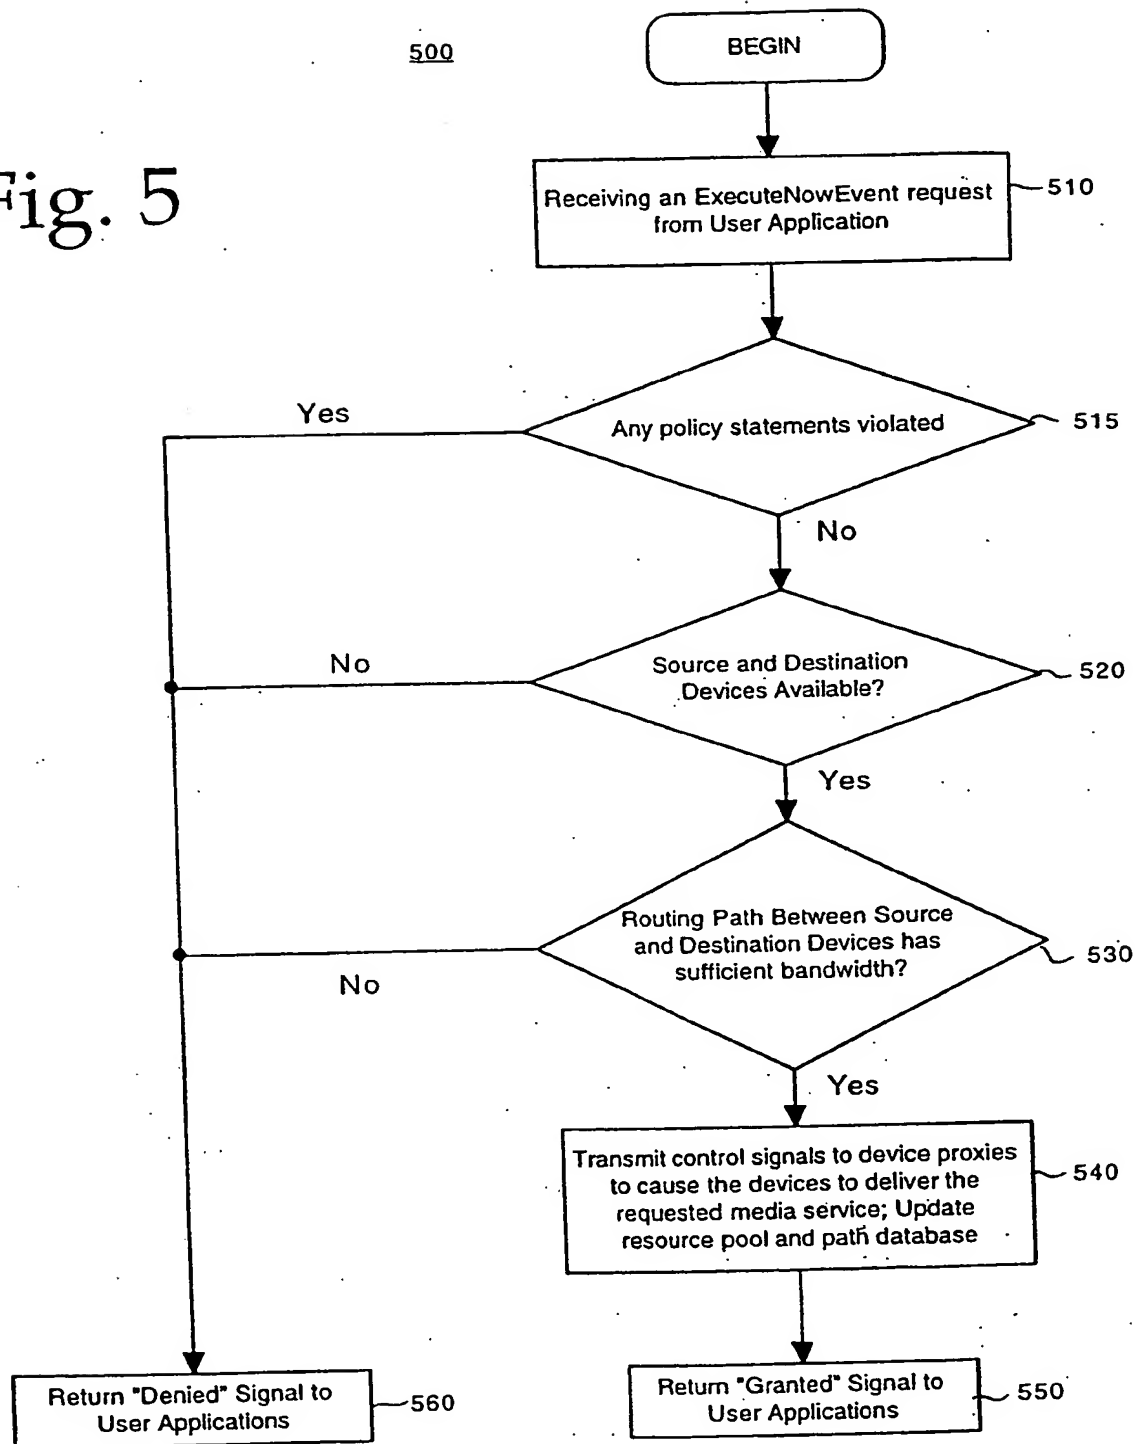 500
BEGIN
Fig. 5
Receiving an ExecuteNowEvent request
from User Application
510
Yes
Any policy statements violated
515
No
No
Source and Destination
Devices Available?
520
Yes
Routing Path Between Source
and Destination Devices has
sufficient bandwidth?
530
No
Yes
Transmit control signals to device proxies
to cause the devices to deliver the
requested media service; Update
resource pool and path database
540
Return "Denied" Signal to
User Applications
560
Return "Granted" Signal to
User Applications
550